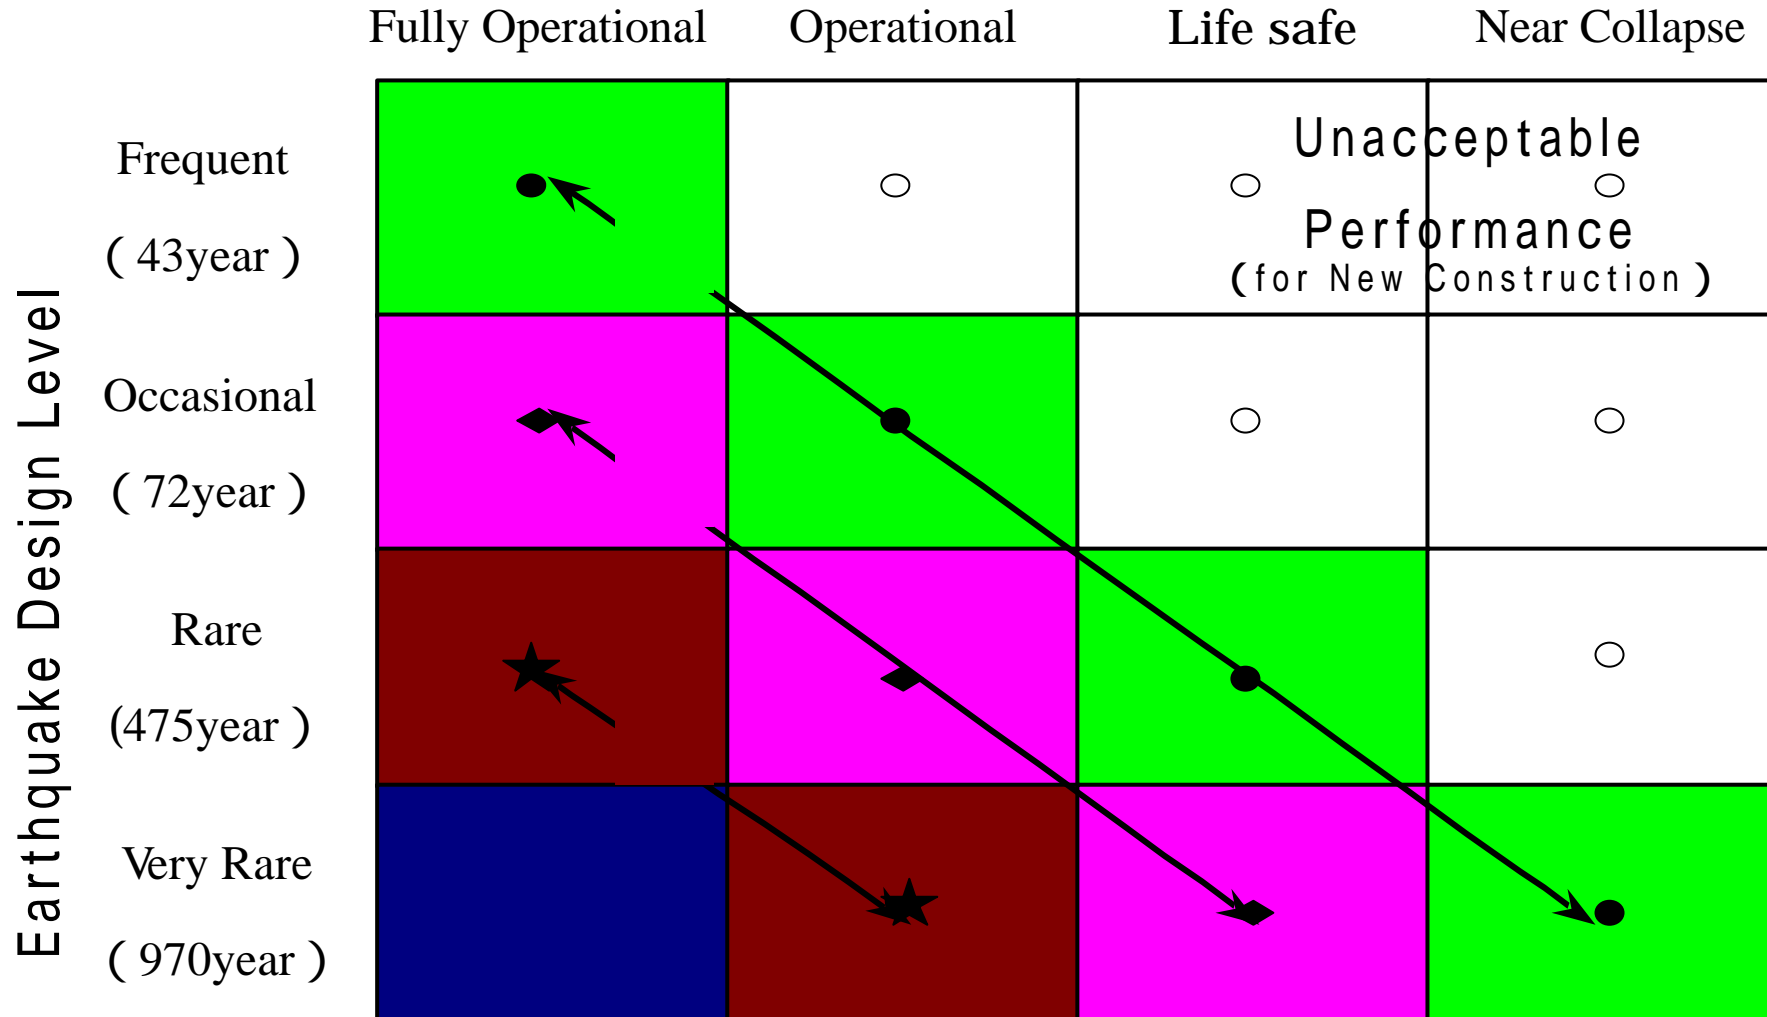 Fully Operational Operational Life safe Near Collapse
Earthquake Design Level
Frequent
( 43year )
Unacceptable
Performance
( for New Construction )
Occasional
( 72year )
Rare
(475year )
Very Rare
( 970year )